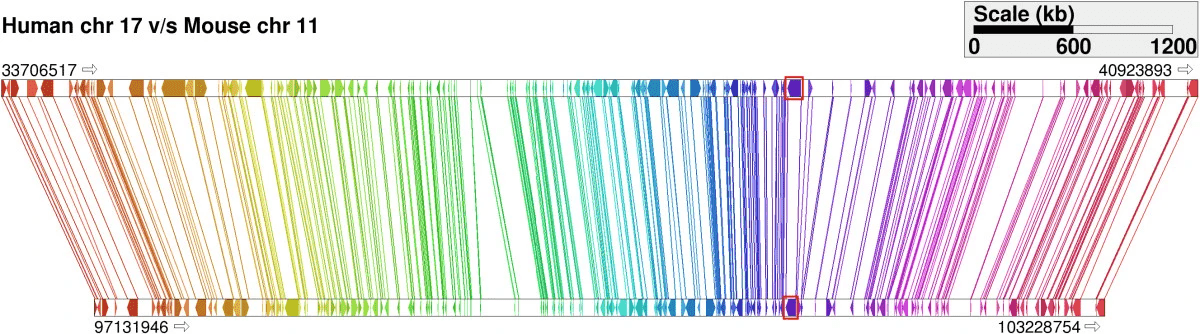 Human chr 17 v/s Mouse chr 11
Scale (kb)
0 600 1200
33706517 ⇨
40923893 ⇨
97131946 ⇨
103228754 ⇨